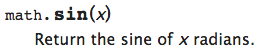 math.sin(x)
Return the sine of x radians.